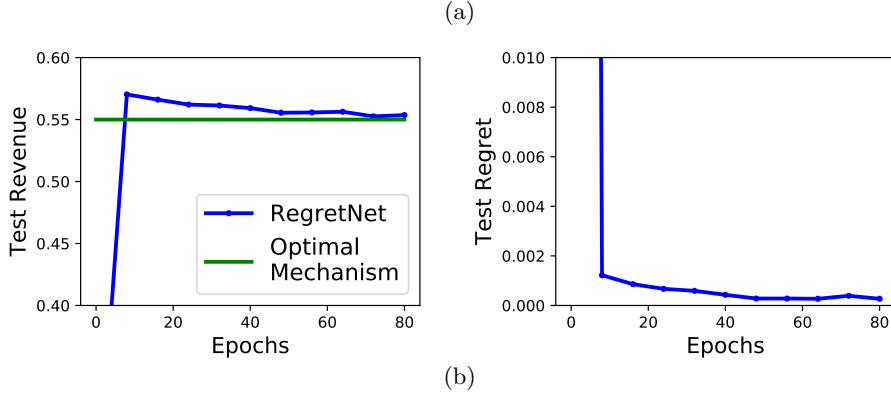 (a)
0.60
0.55
0.50
0.45
0.40
Test Revenue
0
20
40
60
80
Epochs
RegretNet
Optimal
Mechanism
0.010
0.008
0.006
0.004
0.002
0.000
Test Regret
0
20
40
60
80
Epochs
(b)